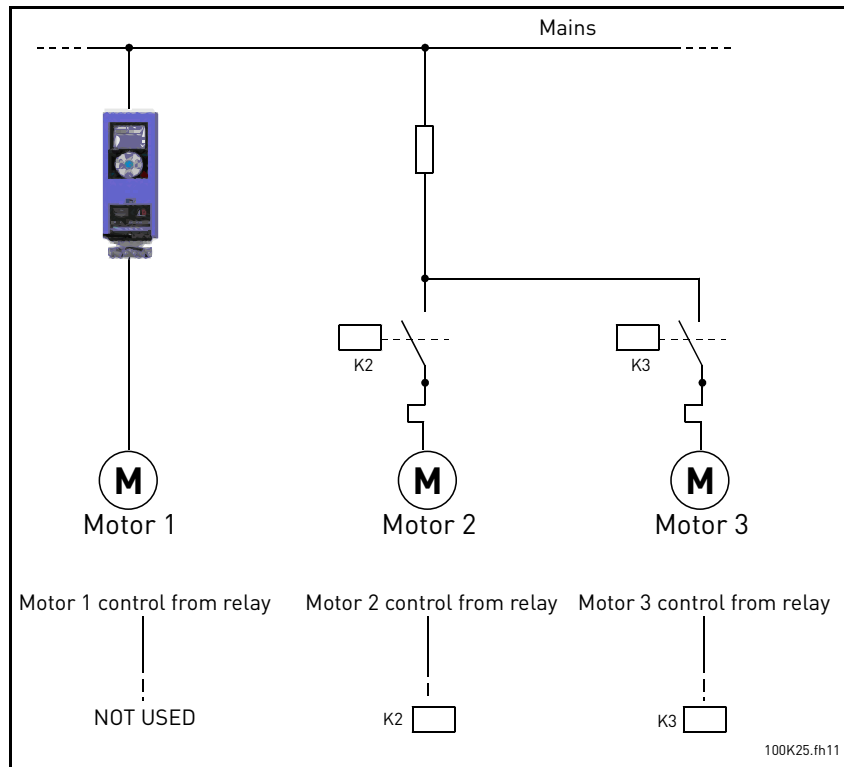 Mains
K2
K3
M
M
M
Motor 1
Motor 2
Motor 3
Motor 1 control from relay
Motor 2 control from relay
Motor 3 control from relay
NOT USED
K2
K3
100K25.fh11